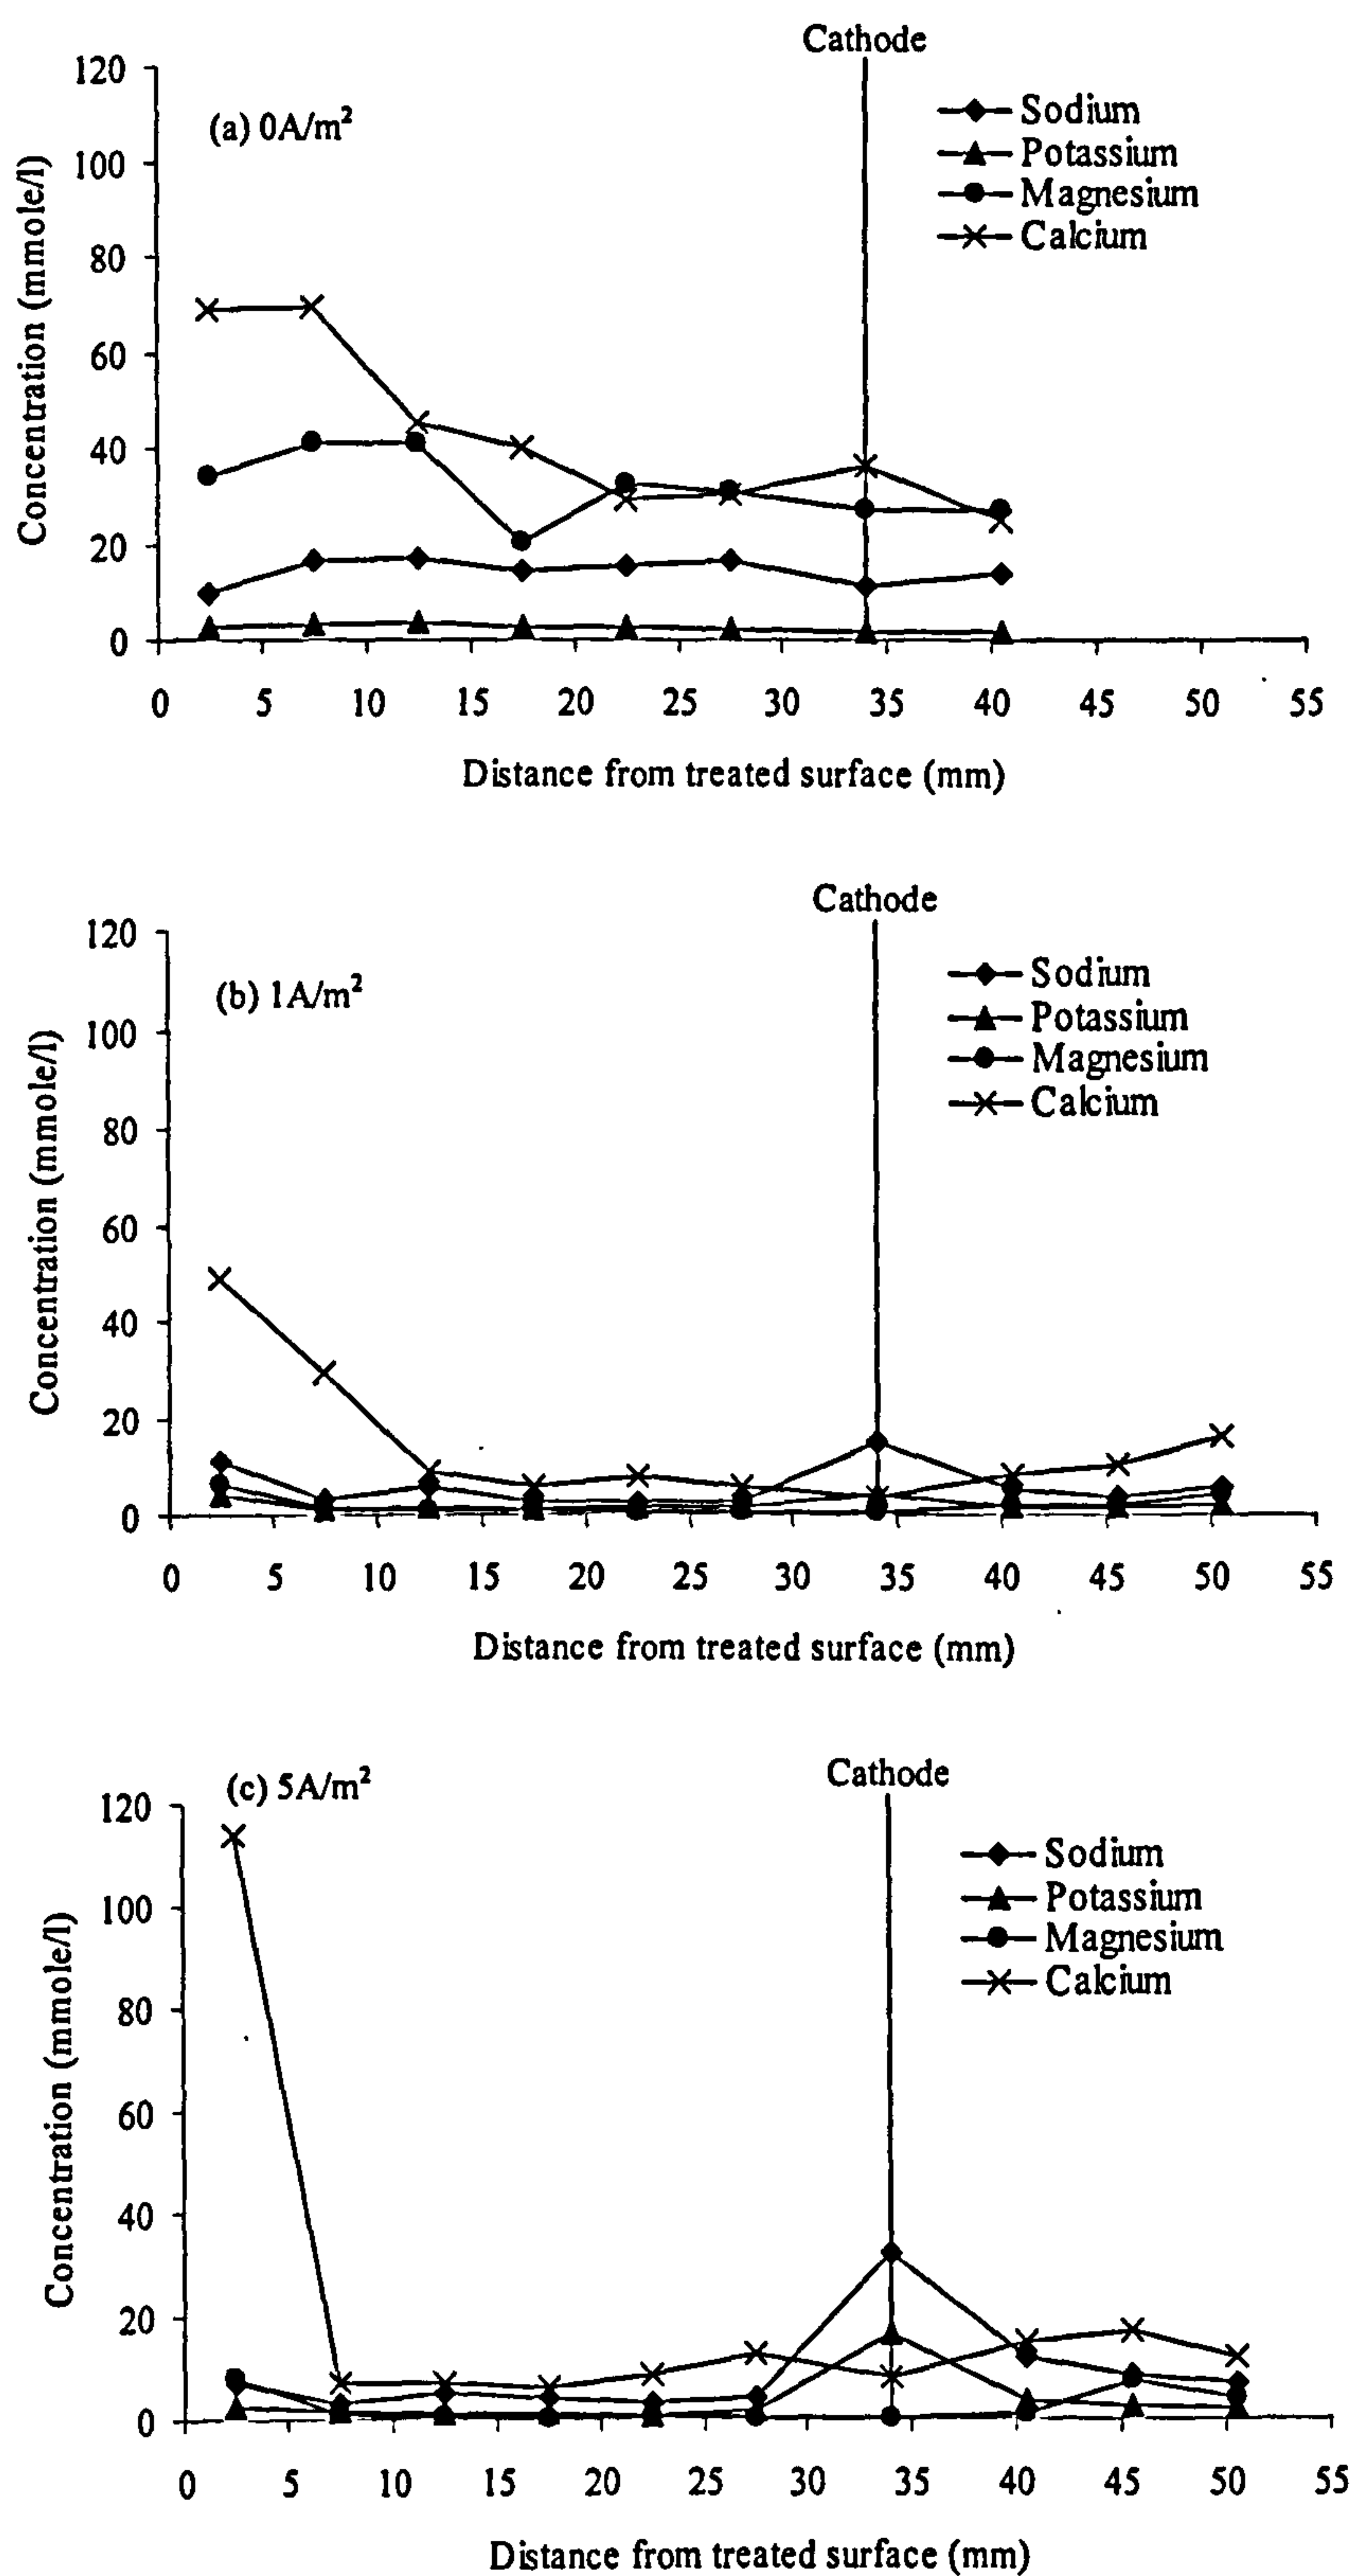 Cathode
120
100
80
60
40
20
0
(a) 0A/m²
Sodium
Potassium
Magnesium
Calcium
Concentration (mmole/l)
0 5 10 15 20 25 30 35 40 45 50 55
Distance from treated surface (mm)
Cathode
120
100
80
60
40
20
0
(b) 1A/m²
Sodium
Potassium
Magnesium
Calcium
Concentration (mmole/l)
0 5 10 15 20 25 30 35 40 45 50 55
Distance from treated surface (mm)
Cathode
120
100
80
60
40
20
0
(c) 5A/m²
Sodium
Potassium
Magnesium
Calcium
Concentration (mmole/l)
0 5 10 15 20 25 30 35 40 45 50 55
Distance from treated surface (mm)